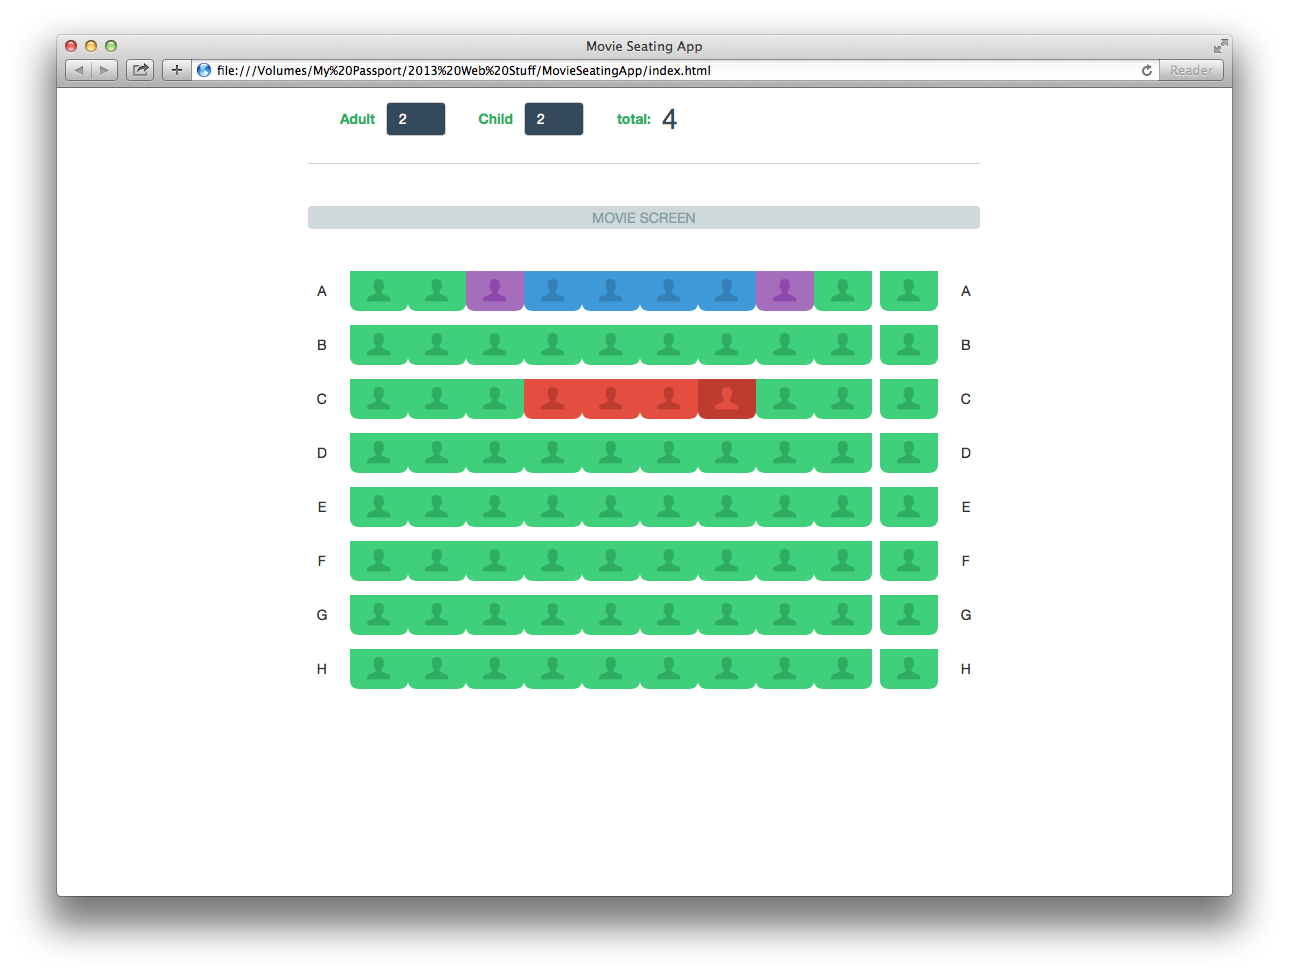 Movie Seating App
file:///Volumes/My%20Passport/2013%20Web%20Stuff/MovieSeatingApp/index.html
Reader
Adult 2 Child 2 total: 4
MOVIE SCREEN
A A
B B
C C
D D
E E
F F
G G
H H